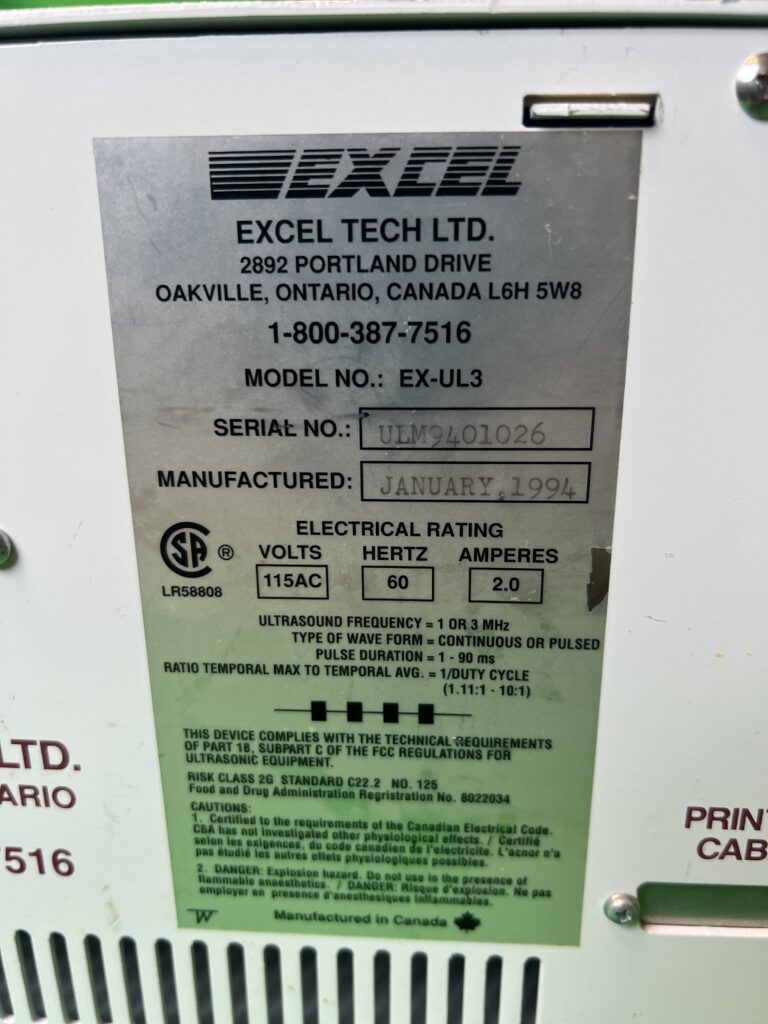 EXCEL
EXCEL TECH LTD.
2892 PORTLAND DRIVE
OAKVILLE, ONTARIO, CANADA L6H 5W8
1-800-387-7516
MODEL NO.: EX-UL3
SERIAL NO.: ULM9401026
MANUFACTURED: JANUARY,1994
ELECTRICAL RATING
VOLTS HERTZ AMPERES
SA ®
115AC 60 2.0
LR58808
ULTRASOUND FREQUENCY = 1 OR 3 MHz
TYPE OF WAVE FORM = CONTINUOUS OR PULSED
PULSE DURATION = 1 - 90 ms
RATIO TEMPORAL MAX TO TEMPORAL AVG. = 1/DUTY CYCLE
(1.11:1 - 10:1)
THIS DEVICE COMPLIES WITH THE TECHNICAL REQUIREMENTS
OF PART 18, SUBPART C OF THE FCC REGULATIONS FOR
ULTRASONIC EQUIPMENT.
RISK CLASS 2G STANDARD C22.2 NO. 125
Food and Drug Administration Regristration No. 8022034
CAUTIONS:
1. Certified to the requirements of the Canadian Electrical Code.
CSA has not investigated other physiological effects. / Certifié
selon les exigences, du code canadien de l'electricite. L'acnor n'a
pas étudié les autres effets physiologiques possibles.
2. DANGER: Explosion hazard. Do not use in the presence of
flammable anaesthetics. / DANGER: Risque d'explosion. Ne pas
employer en presence d'anesthesiques inflammables.
W Manufactured in Canada
LTD.
ARIO
7516
PRIN
CAB